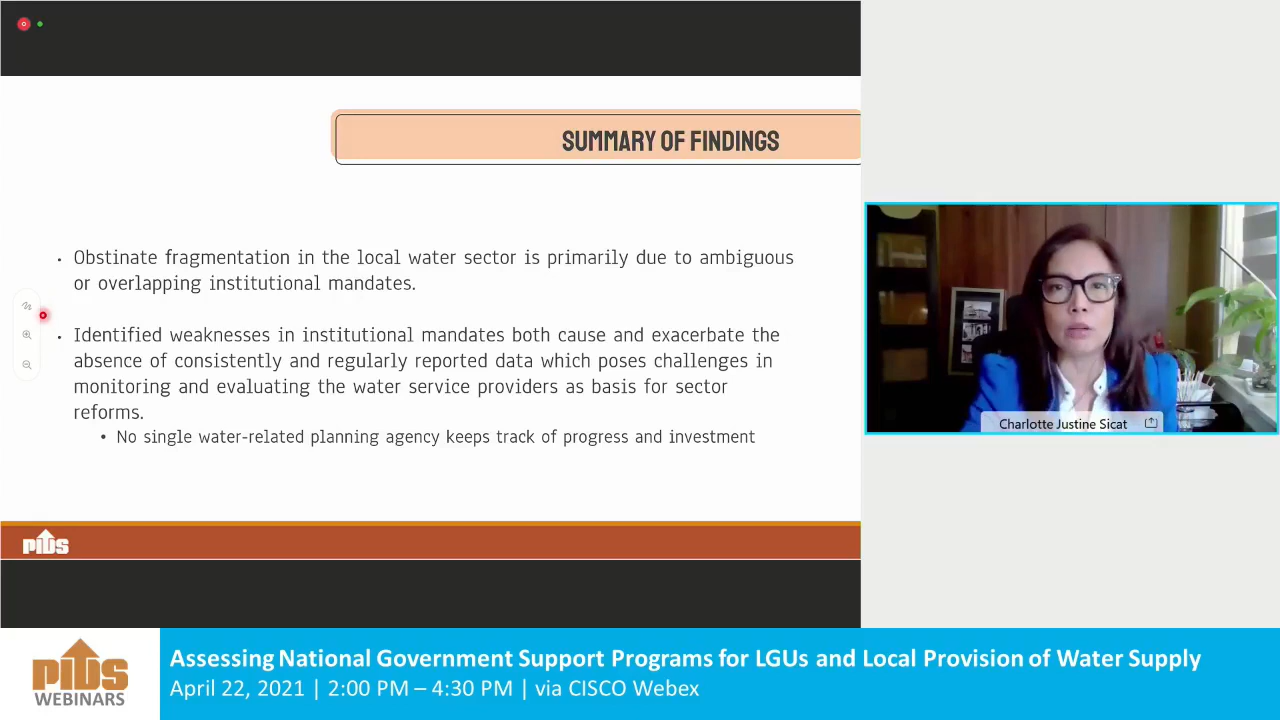 SUMMARY OF FINDINGS
• Obstinate fragmentation in the local water sector is primarily due to ambiguous
or overlapping institutional mandates.
• Identified weaknesses in institutional mandates both cause and exacerbate the
absence of consistently and regularly reported data which poses challenges in
monitoring and evaluating the water service providers as basis for sector
reforms.
• No single water-related planning agency keeps track of progress and investment
PIDS
Charlotte Justine Sicat
PIDS
WEBINARS
Assessing National Government Support Programs for LGUs and Local Provision of Water Supply
April 22, 2021 | 2:00 PM – 4:30 PM | via CISCO Webex